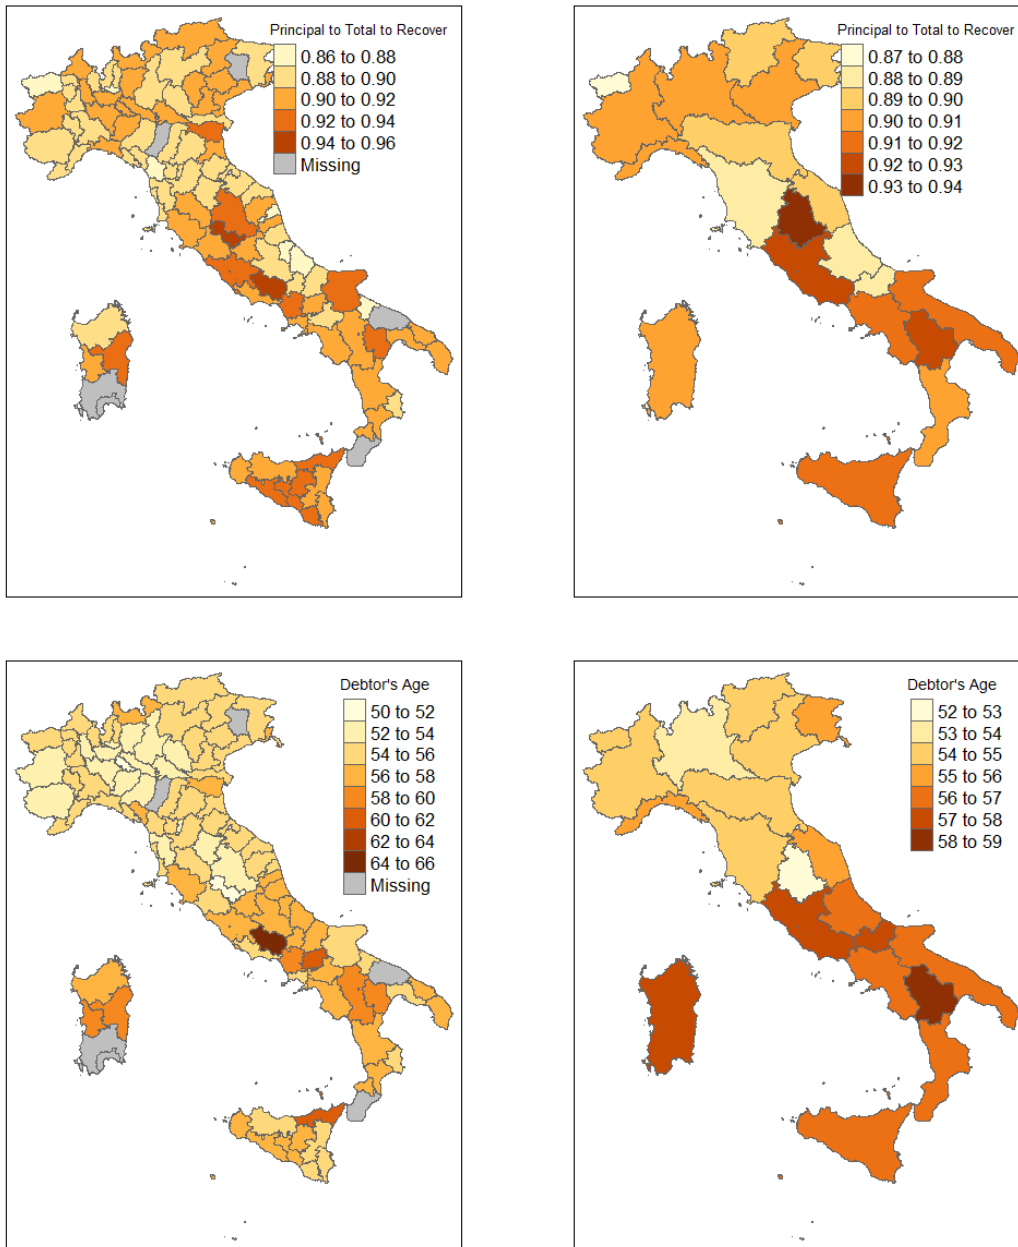 Principal to Total to Recover
0.86 to 0.88
0.88 to 0.90
0.90 to 0.92
0.92 to 0.94
0.94 to 0.96
Missing
Principal to Total to Recover
0.87 to 0.88
0.88 to 0.89
0.89 to 0.90
0.90 to 0.91
0.91 to 0.92
0.92 to 0.93
0.93 to 0.94
Debtor's Age
50 to 52
52 to 54
54 to 56
56 to 58
58 to 60
60 to 62
62 to 64
64 to 66
Missing
Debtor's Age
52 to 53
53 to 54
54 to 55
55 to 56
56 to 57
57 to 58
58 to 59